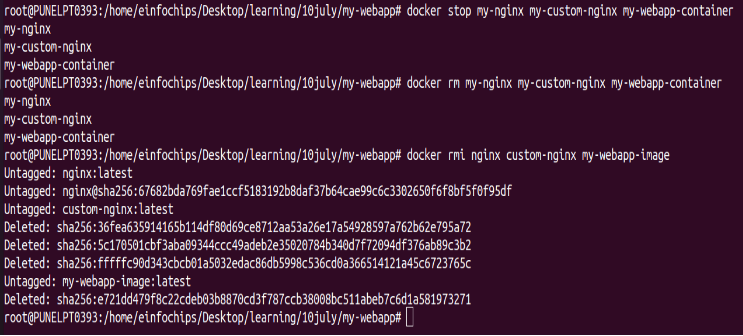 root@PUNELPT0393:/home/einfochips/Desktop/learning/10july/my-webapp# docker stop my-nginx my-custom-nginx my-webapp-container
my-nginx
my-custom-nginx
my-webapp-container
root@PUNELPT0393:/home/einfochips/Desktop/learning/10july/my-webapp# docker rm my-nginx my-custom-nginx my-webapp-container
my-nginx
my-custom-nginx
my-webapp-container
root@PUNELPT0393:/home/einfochips/Desktop/learning/10july/my-webapp# docker rmi nginx custom-nginx my-webapp-image
Untagged: nginx:latest
Untagged: nginx@sha256:67682bda769fae1ccf5183192b8daf37b64cae99c6c3302650f6f8bf5f0f95df
Untagged: custom-nginx:latest
Deleted: sha256:36fea635914165b114df80d69ce8712aa53a26e17a54928597a762b62e795a72
Deleted: sha256:5c170501cbf3aba09344ccc49adeb2e35020784b340d7f72094df376ab89c3b2
Deleted: sha256:fffffc90d343cbcb01a5032edac86db5998c536cd0a366514121a45c6723765c
Untagged: my-webapp-image:latest
Deleted: sha256:e721dd479f8c22cdeb03b8870cd3f787ccb38008bc511abeb7c6d1a581973271
root@PUNELPT0393:/home/einfochips/Desktop/learning/10july/my-webapp#